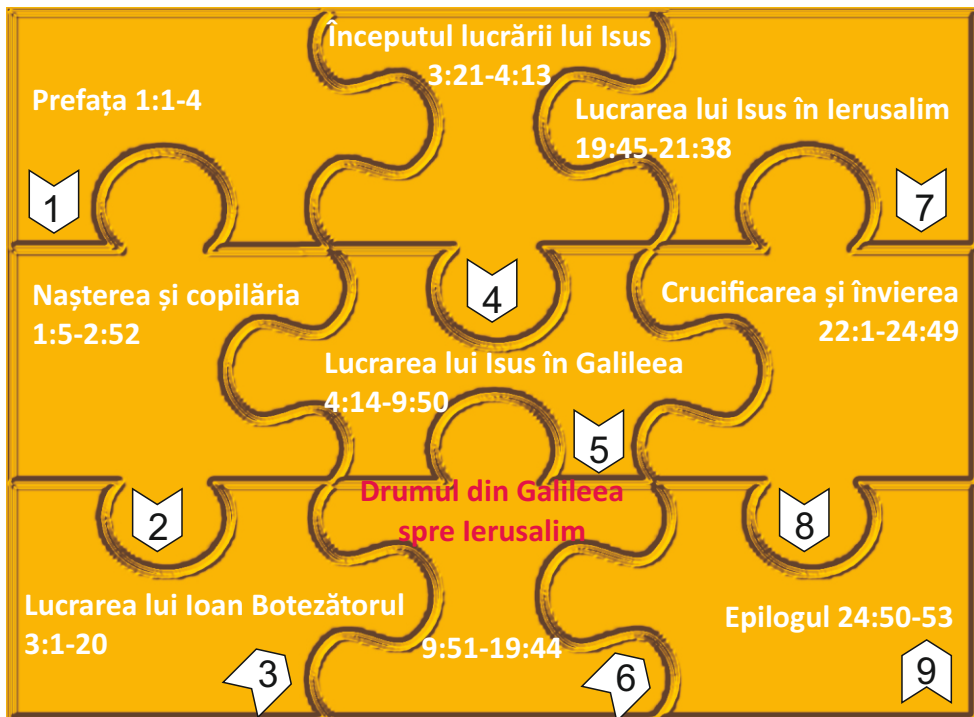 Prefața 1:1-4
1
Nașterea și copilăria
1:5-2:52
2
Lucrarea lui Ioan Botezătorul
3:1-20
3
Începutul lucrării lui Isus
3:21-4:13
4
Lucrarea lui Isus în Galileea
4:14-9:50
5
Drumul din Galileea
spre Ierusalim
9:51-19:44
6
Lucrarea lui Isus în Ierusalim
19:45-21:38
7
Crucificarea și învierea
22:1-24:49
8
Epilogul 24:50-53
9